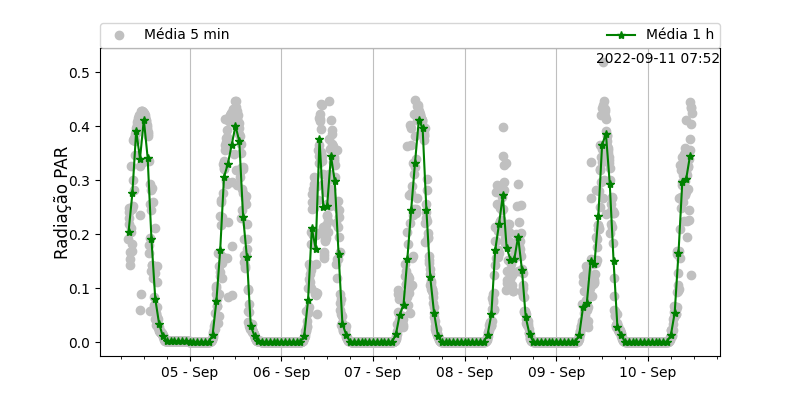 Média 5 min
Média 1 h
2022-09-11 07:52
Radiação PAR
0.5
0.4
0.3
0.2
0.1
0.0
05 - Sep
06 - Sep
07 - Sep
08 - Sep
09 - Sep
10 - Sep